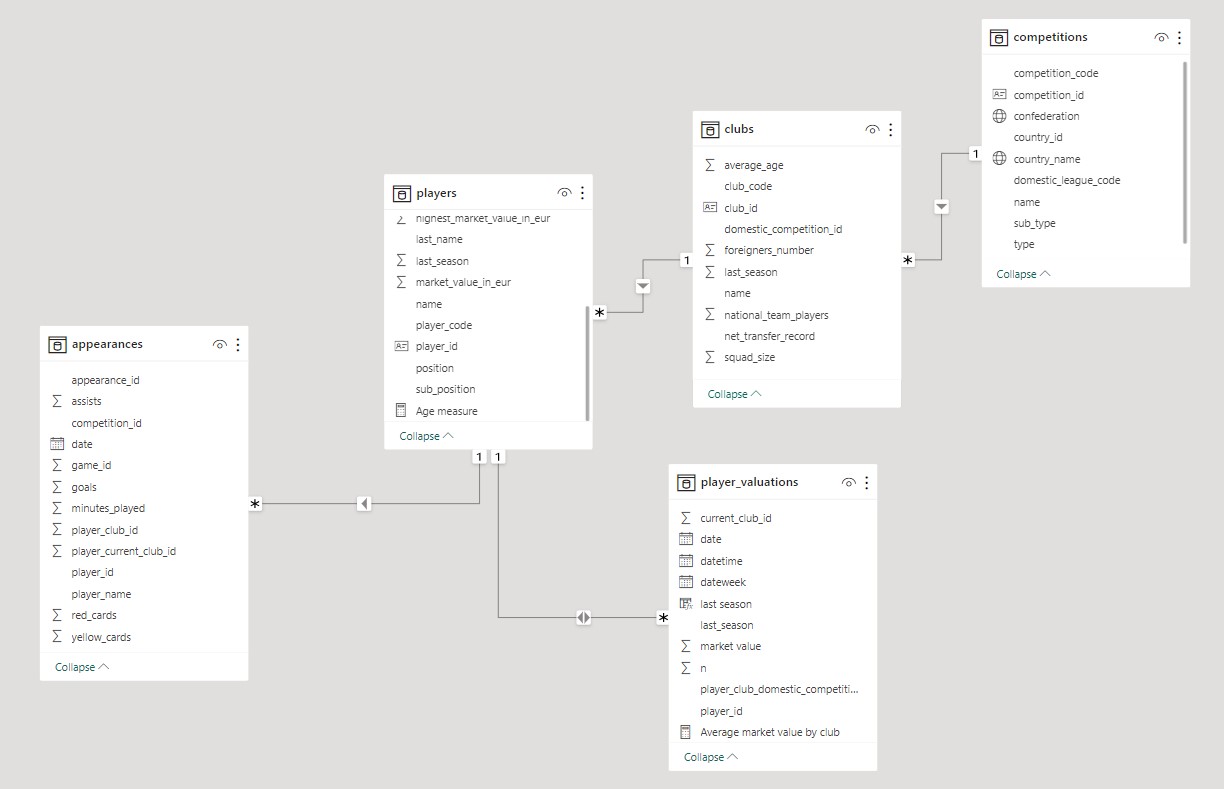 competitions
competition_code
competition_id
confederation
country_id
country_name
domestic_league_code
name
sub_type
type
Collapse
clubs
average_age
club_code
club_id
domestic_competition_id
foreigners_number
last_season
name
national_team_players
net_transfer_record
squad_size
Collapse
1
*
players
highest_market_value_in_eur
last_name
last_season
market_value_in_eur
name
player_code
player_id
position
sub_position
Age measure
Collapse
1
*
appearances
appearance_id
assists
competition_id
date
game_id
goals
minutes_played
player_club_id
player_current_club_id
player_id
player_name
red_cards
yellow_cards
Collapse
1
1
*
*
player_valuations
current_club_id
date
datetime
dateweek
last season
last_season
market value
n
player_club_domestic_competiti...
player_id
Average market value by club
Collapse